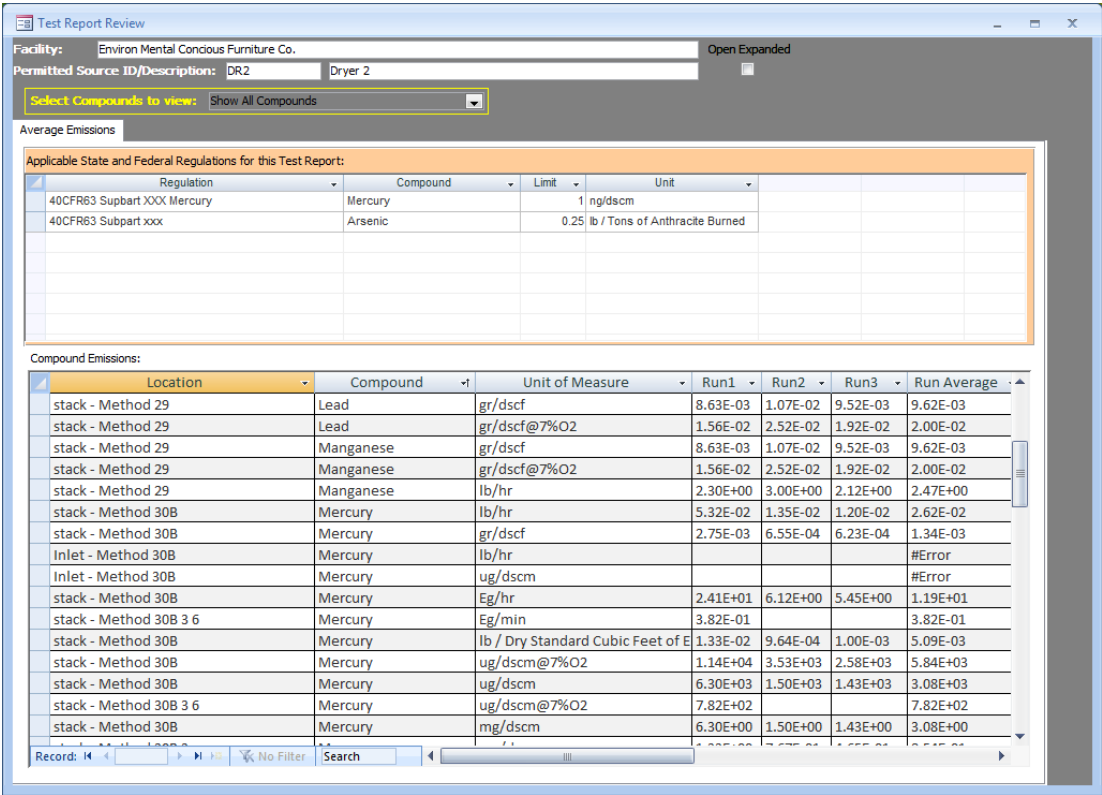 Test Report Review
Facility: Environ Mental Concious Furniture Co. Open Expanded
Permitted Source ID/Description: DR2 Dryer 2
Select Compounds to view: Show All Compounds
Average Emissions
Applicable State and Federal Regulations for this Test Report:
Regulation Compound Limit Unit
40CFR63 Supbart XXX Mercury Mercury 1 ng/dscm
40CFR63 Subpart xxx Arsenic 0.25 lb / Tons of Anthracite Burned
Compound Emissions:
Location Compound Unit of Measure Run1 Run2 Run3 Run Average
stack - Method 29 Lead gr/dscf 8.63E-03 1.07E-02 9.52E-03 9.62E-03
stack - Method 29 Lead gr/dscf@7%O2 1.56E-02 2.52E-02 1.92E-02 2.00E-02
stack - Method 29 Manganese gr/dscf 8.63E-03 1.07E-02 9.52E-03 9.62E-03
stack - Method 29 Manganese gr/dscf@7%O2 1.56E-02 2.52E-02 1.92E-02 2.00E-02
stack - Method 29 Manganese lb/hr 2.30E+00 3.00E+00 2.12E+00 2.47E+00
stack - Method 30B Mercury lb/hr 5.32E-02 1.35E-02 1.20E-02 2.62E-02
stack - Method 30B Mercury gr/dscf 2.75E-03 6.55E-04 6.23E-04 1.34E-03
Inlet - Method 30B Mercury lb/hr #Error
Inlet - Method 30B Mercury ug/dscm #Error
stack - Method 30B Mercury Eg/hr 2.41E+01 6.12E+00 5.45E+00 1.19E+01
stack - Method 30B 3 6 Mercury Eg/min 3.82E-01 3.82E-01
stack - Method 30B Mercury lb / Dry Standard Cubic Feet of E 1.33E-02 9.64E-04 1.00E-03 5.09E-03
stack - Method 30B Mercury ug/dscm@7%O2 1.14E+04 3.53E+03 2.58E+03 5.84E+03
stack - Method 30B Mercury ug/dscm 6.30E+03 1.50E+03 1.43E+03 3.08E+03
stack - Method 30B 3 6 Mercury ug/dscm@7%O2 7.82E+02 7.82E+02
stack - Method 30B Mercury mg/dscm 6.30E+00 1.50E+00 1.43E+00 3.08E+00
Record: No Filter Search